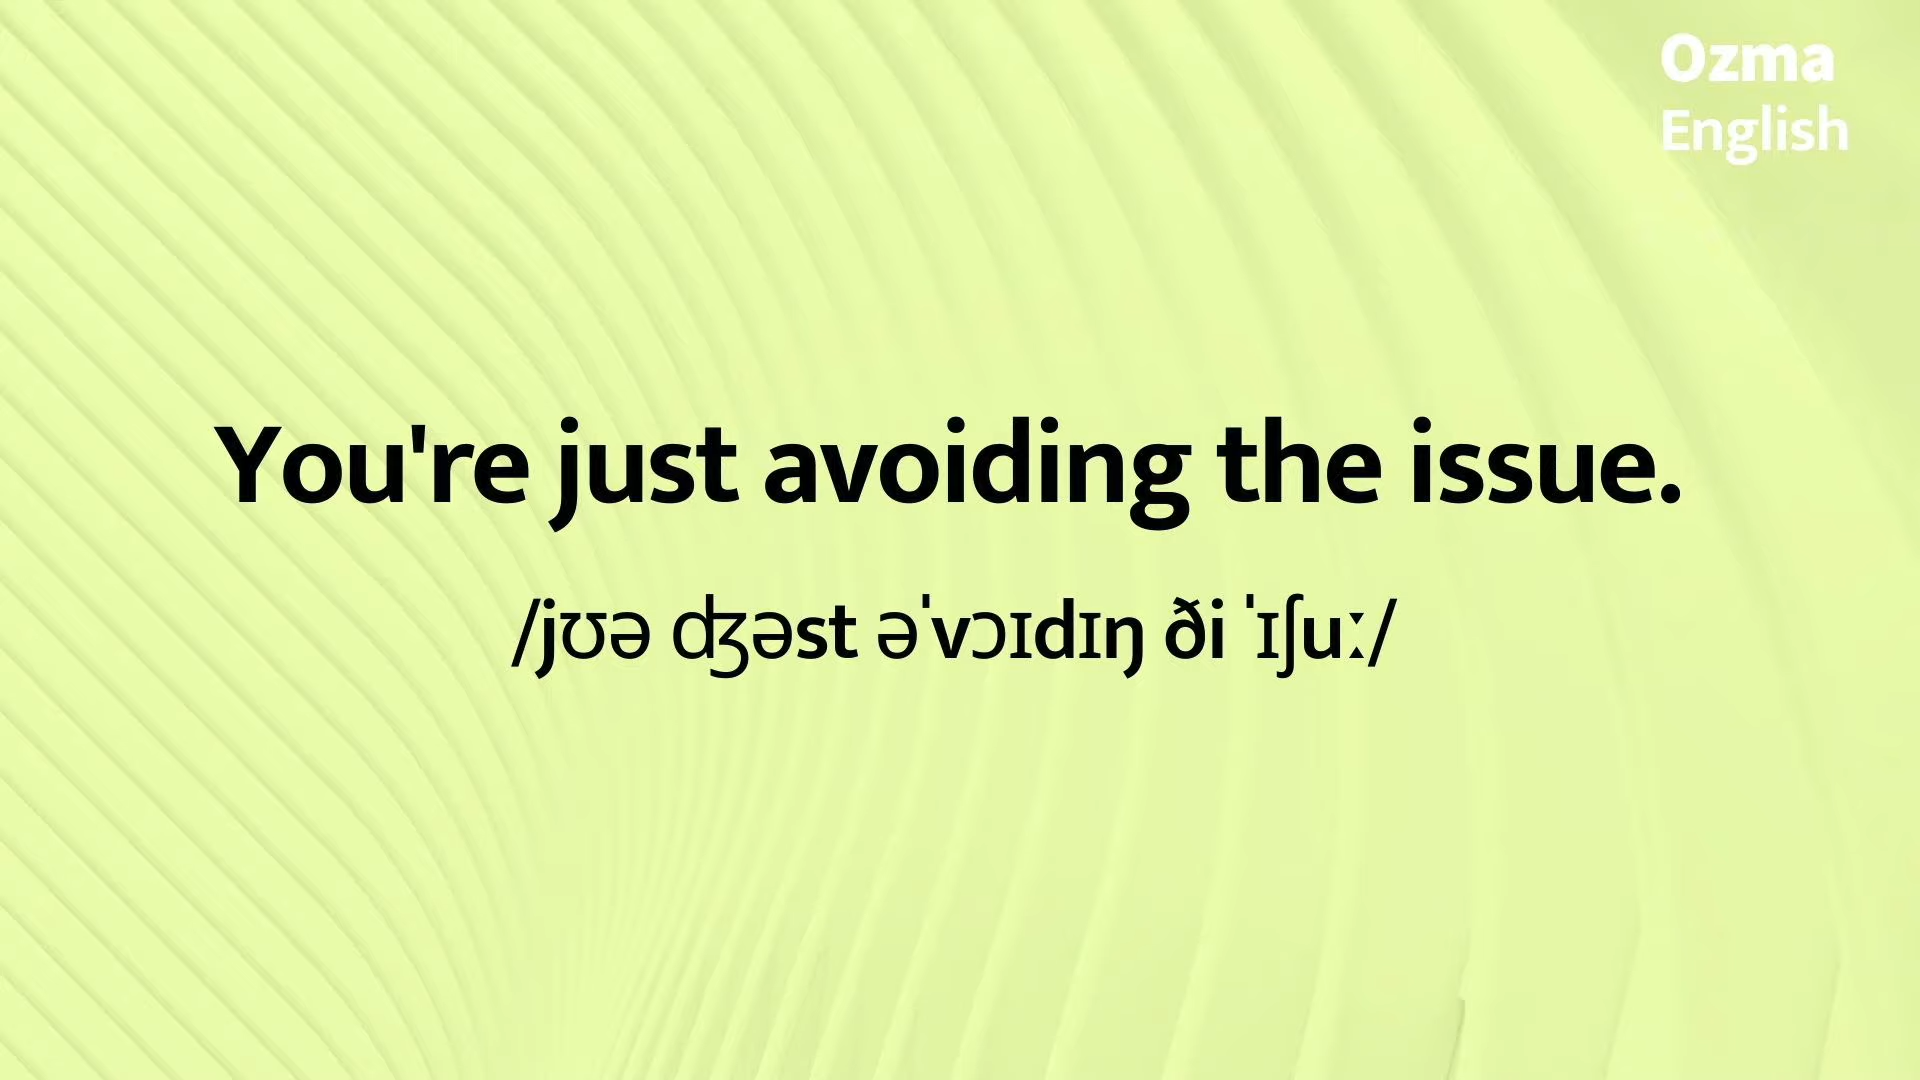 Ozma
English
You're just avoiding the issue.
/jʊə ʤəst əˈvɔɪdɪŋ ði ˈɪʃuː/